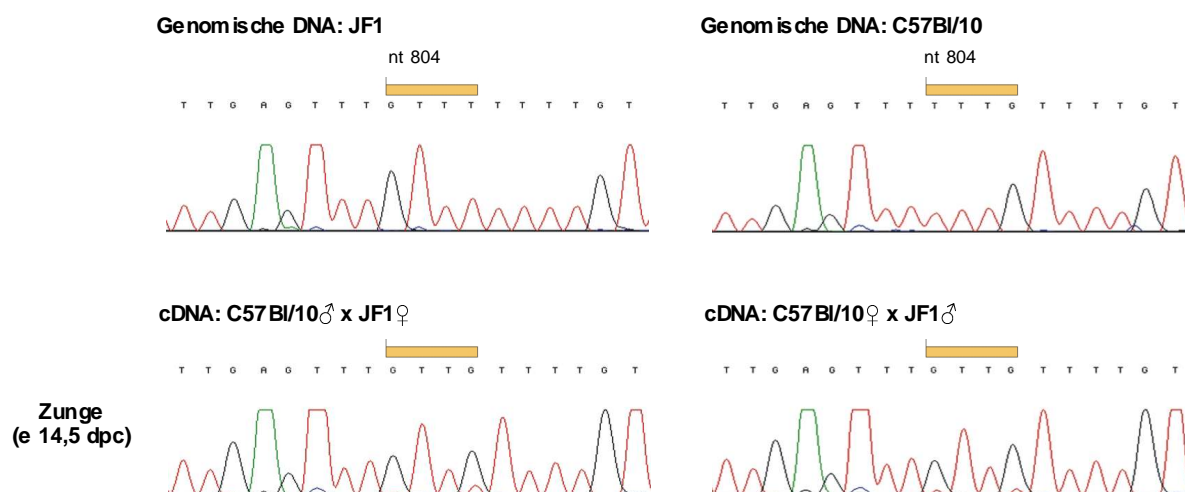 Genomische DNA: JF1
Genomische DNA: C57Bl/10
nt 804
nt 804
T T G A G T T T G T T T T T T T G T
T T G A G T T T T T T G T T T T G T
cDNA: C57Bl/10♂ x JF1♀
cDNA: C57Bl/10♀ x JF1♂
T T G A G T T T G T T G T T T T G T
T T G A G T T T G T T G T T T T G T
Zunge
(e 14,5 dpc)